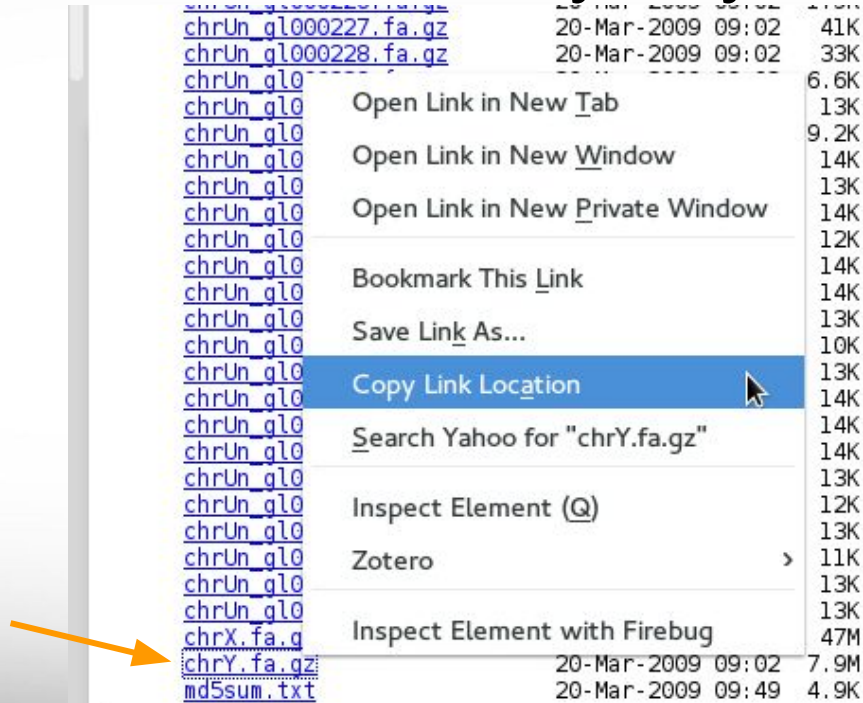 chrUn_gl000227.fa.gz 20-Mar-2009 09:02 41K
chrUn_gl000228.fa.gz 20-Mar-2009 09:02 33K
chrUn_gl0 6.6K
chrUn_gl0 13K
chrUn_gl0 9.2K
chrUn_gl0 14K
chrUn_gl0 13K
chrUn_gl0 14K
chrUn_gl0 12K
chrUn_gl0 14K
chrUn_gl0 14K
chrUn_gl0 13K
chrUn_gl0 10K
chrUn_gl0 13K
chrUn_gl0 14K
chrUn_gl0 14K
chrUn_gl0 14K
chrUn_gl0 13K
chrUn_gl0 12K
chrUn_gl0 13K
chrUn_gl0 11K
chrUn_gl0 13K
chrUn_gl0 13K
chrX.fa.g 47M
chrY.fa.gz 20-Mar-2009 09:02 7.9M
md5sum.txt 20-Mar-2009 09:49 4.9K
Open Link in New Tab
Open Link in New Window
Open Link in New Private Window
Bookmark This Link
Save Link As...
Copy Link Location
Search Yahoo for "chrY.fa.gz"
Inspect Element (Q)
Zotero
Inspect Element with Firebug